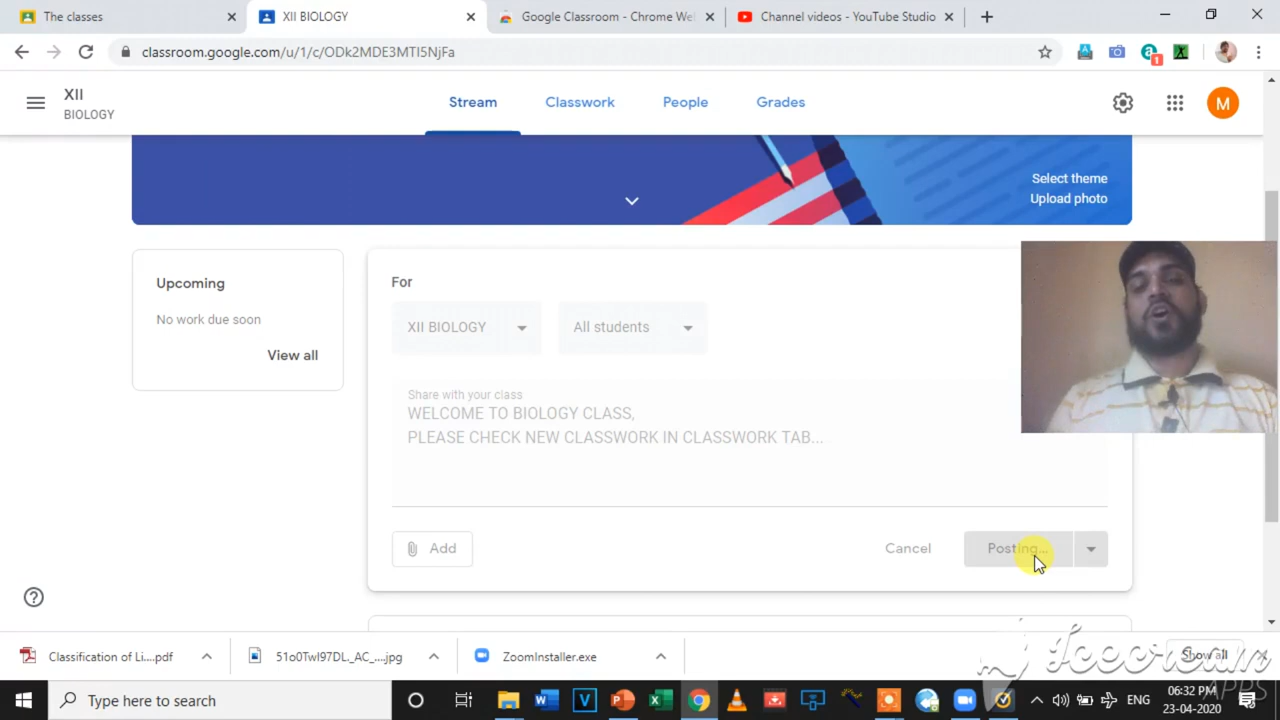 The classes
XII BIOLOGY
Google Classroom - Chrome We
Channel videos - YouTube Studio
classroom.google.com/u/1/c/ODk2MDE3MTI5NjFa
1
XII
BIOLOGY
Stream
Classwork
People
Grades
M
Select theme
Upload photo
Upcoming
No work due soon
View all
For
XII BIOLOGY
All students
Share with your class
WELCOME TO BIOLOGY CLASS,
PLEASE CHECK NEW CLASSWORK IN CLASSWORK TAB...
Add
Cancel
Posting...
Classification of Li....pdf
51o0TwI97DL._AC_....jpg
ZoomInstaller.exe
Show all
Icecream
APPS
Type here to search
ENG
06:32 PM
23-04-2020